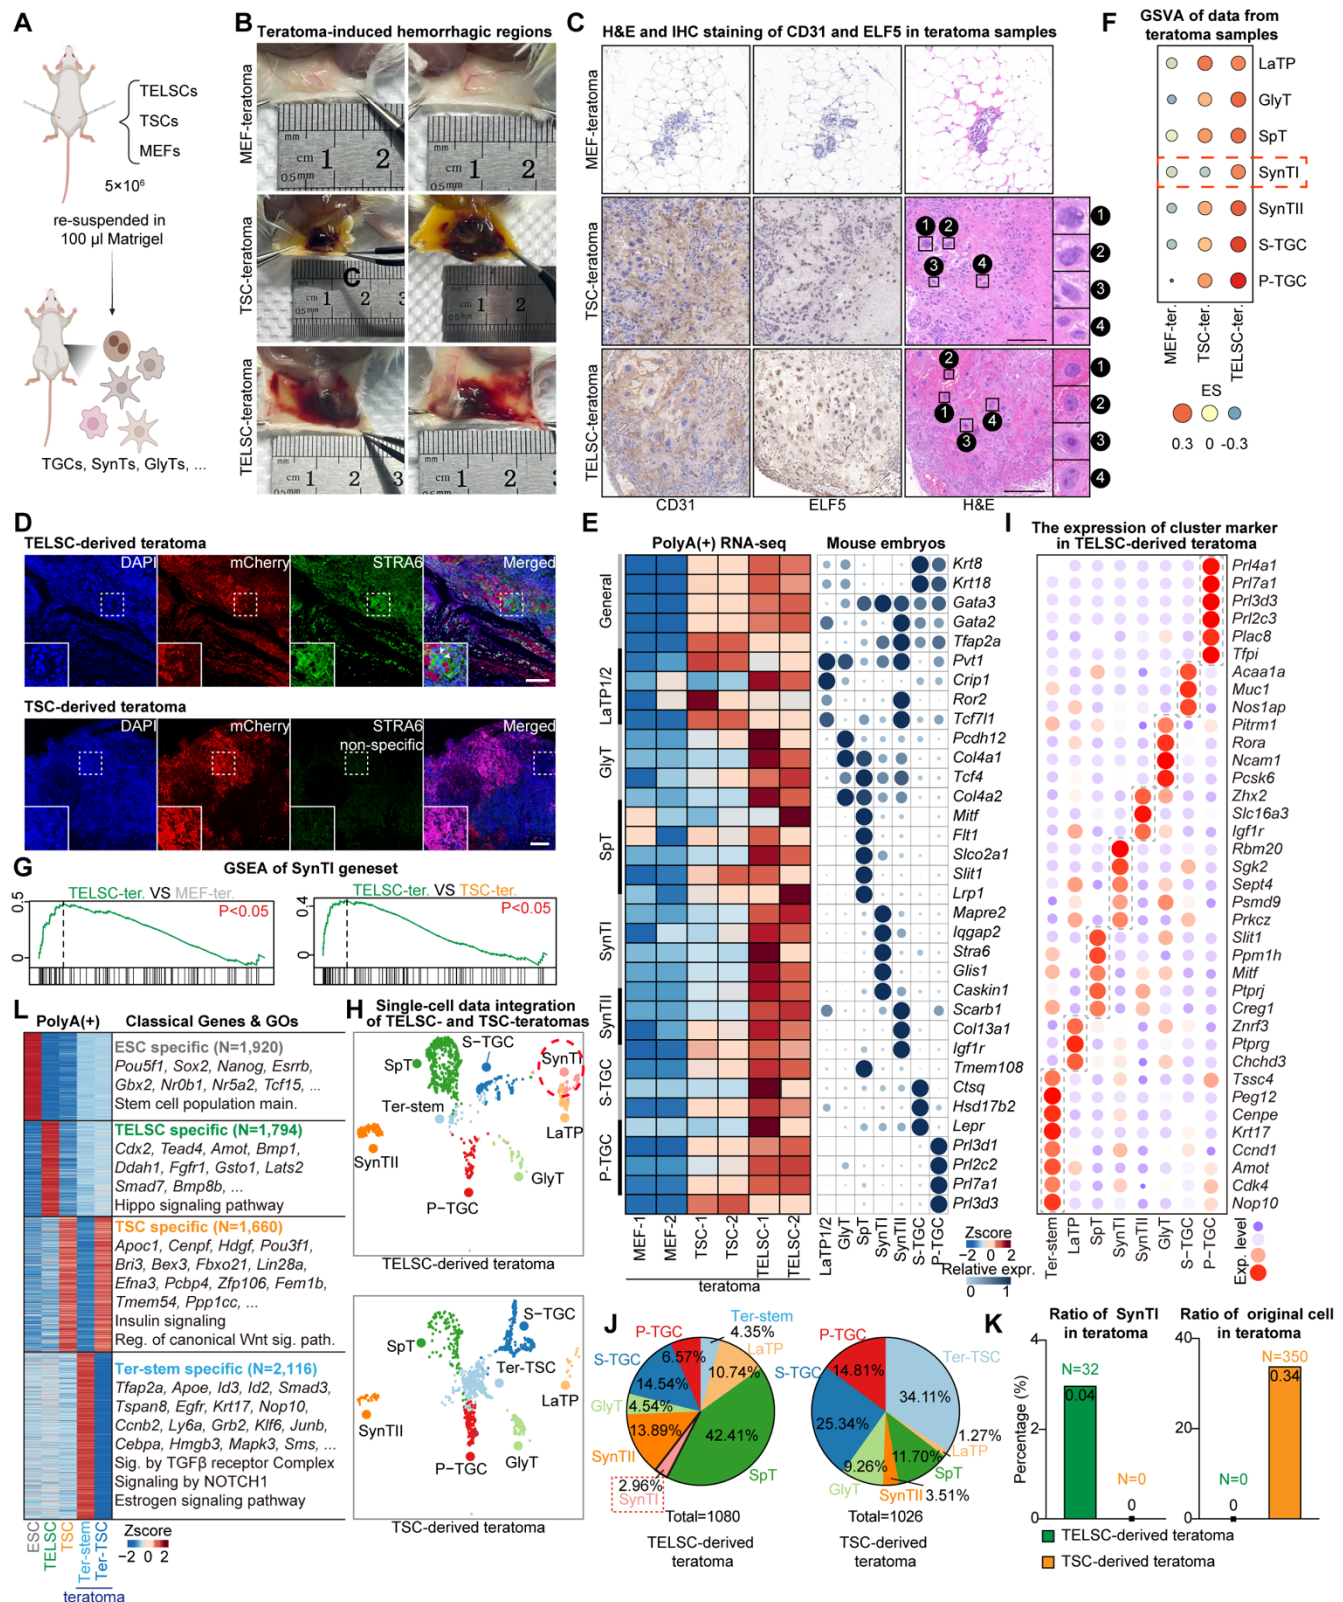 A
TELSCs
TSCs
MEFs
5×10⁶
re-suspended in
100 µl Matrigel
TGCs, SynTs, GlyTs, ...
B
Teratoma-induced hemorrhagic regions
MEF-teratoma
TSC-teratoma
TELSC-teratoma
C
H&E and IHC staining of CD31 and ELF5 in teratoma samples
MEF-teratoma
TSC-teratoma
TELSC-teratoma
1
2
3
4
1
2
3
4
2
1
4
3
1
2
3
4
CD31
ELF5
H&E
F
GSVA of data from
teratoma samples
LaTP
GlyT
SpT
SynTI
SynTII
S-TGC
P-TGC
MEF-ter.
TSC-ter.
TELSC-ter.
ES
0.3 0 -0.3
D
TELSC-derived teratoma
DAPI
mCherry
STRA6
Merged
TSC-derived teratoma
DAPI
mCherry
STRA6
non-specific
Merged
E
PolyA(+) RNA-seq
Mouse embryos
General
LaTP1/2
GlyT
SpT
SynTI
SynTII
S-TGC
P-TGC
Krt8
Krt18
Gata3
Gata2
Tfap2a
Pvt1
Crip1
Ror2
Tcf7l1
Pcdh12
Col4a1
Tcf4
Col4a2
Mitf
Flt1
Slco2a1
Slit1
Lrp1
Mapre2
Iqgap2
Stra6
Glis1
Caskin1
Scarb1
Col13a1
Igf1r
Tmem108
Ctsq
Hsd17b2
Lepr
Prl3d1
Prl2c2
Prl7a1
Prl3d3
MEF-1
MEF-2
TSC-1
TSC-2
TELSC-1
TELSC-2
teratoma
LaTP1/2
GlyT
SpT
SynTI
SynTII
S-TGC
P-TGC
Zscore
-2 0 2
Relative expr.
0 1
I
The expression of cluster marker
in TELSC-derived teratoma
Prl4a1
Prl7a1
Prl3d3
Prl2c3
Plac8
Tfpi
Acaa1a
Muc1
Nos1ap
Pitrm1
Rora
Ncam1
Pcsk6
Zhx2
Slc16a3
Igf1r
Rbm20
Sgk2
Sept4
Psmd9
Prkcz
Slit1
Ppm1h
Mitf
Ptprj
Creg1
Znrf3
Ptprg
Chchd3
Tssc4
Peg12
Cenpe
Krt17
Ccnd1
Amot
Cdk4
Nop10
Ter-stem
LaTP
SpT
SynTI
SynTII
GlyT
S-TGC
P-TGC
Exp. level
G
GSEA of SynTI geneset
TELSC-ter. VS MEF-ter.
P<0.05
0.5
0
TELSC-ter. VS TSC-ter.
P<0.05
0.4
0
L
PolyA(+)
Classical Genes & GOs
ESC specific (N=1,920)
Pou5f1, Sox2, Nanog, Esrrb,
Gbx2, Nr0b1, Nr5a2, Tcf15, ...
Stem cell population main.
TELSC specific (N=1,794)
Cdx2, Tead4, Amot, Bmp1,
Ddah1, Fgfr1, Gsto1, Lats2
Smad7, Bmp8b, ...
Hippo signaling pathway
TSC specific (N=1,660)
Apoc1, Cenpf, Hdgf, Pou3f1,
Bri3, Bex3, Fbxo21, Lin28a,
Efna3, Pcbp4, Zfp106, Fem1b,
Tmem54, Ppp1cc, ...
Insulin signaling
Reg. of canonical Wnt sig. path.
Ter-stem specific (N=2,116)
Tfap2a, Apoe, Id3, Id2, Smad3,
Tspan8, Egfr, Krt17, Nop10,
Ccnb2, Ly6a, Grb2, Klf6, Junb,
Cebpa, Hmgb3, Mapk3, Sms, ...
Sig. by TGFβ receptor Complex
Signaling by NOTCH1
Estrogen signaling pathway
ESC
TELSC
TSC
Ter-stem
Ter-TSC
teratoma
Zscore
-2 0 2
H
Single-cell data integration
of TELSC- and TSC-teratomas
S-TGC
SynTI
SpT
Ter-stem
LaTP
SynTII
GlyT
P-TGC
TELSC-derived teratoma
S-TGC
SpT
Ter-TSC
LaTP
SynTII
P-TGC
GlyT
TSC-derived teratoma
J
Ter-stem
4.35%
LaTP
10.74%
P-TGC
6.57%
S-TGC
14.54%
GlyT
4.54%
13.89%
SynTII
42.41%
SpT
2.96%
SynTI
Total=1080
TELSC-derived
teratoma
P-TGC
14.81%
Ter-TSC
34.11%
S-TGC
25.34%
1.27%
LaTP
11.70%
SpT
9.26%
GlyT
SynTII
3.51%
Total=1026
TSC-derived
teratoma
K
Ratio of SynTI
in teratoma
Percentage (%)
4
2
0
N=32
0.04
N=0
0
Ratio of original cell
in teratoma
40
20
0
N=350
0.34
N=0
0
TELSC-derived teratoma
TSC-derived teratoma